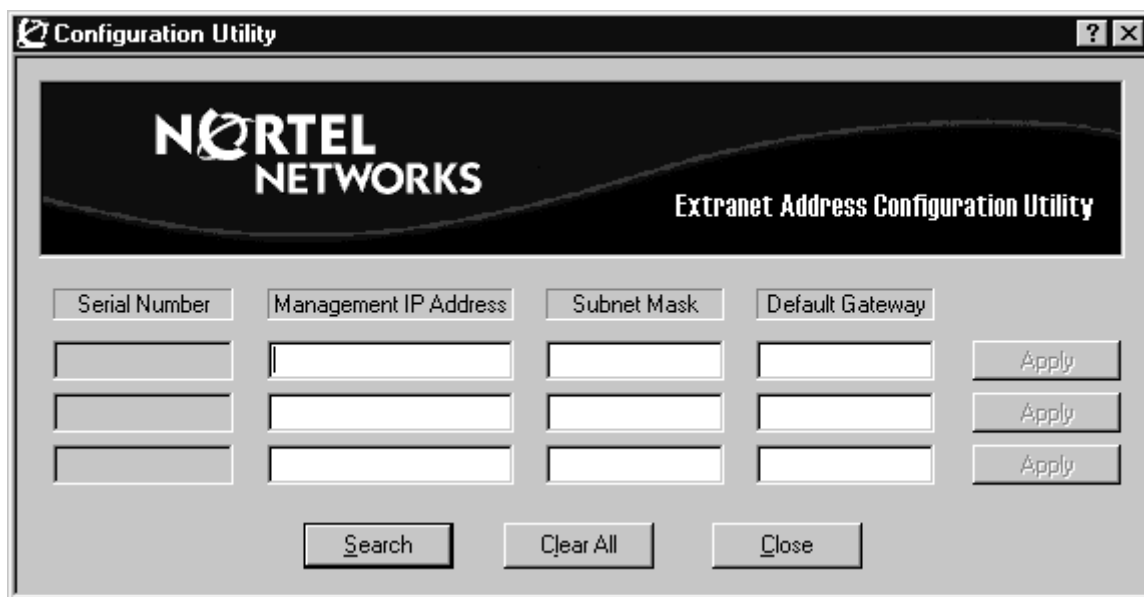 Configuration Utility
NORTEL
NETWORKS
Extranet Address Configuration Utility
Serial Number Management IP Address Subnet Mask Default Gateway
Apply
Apply
Apply
Search Clear All Close